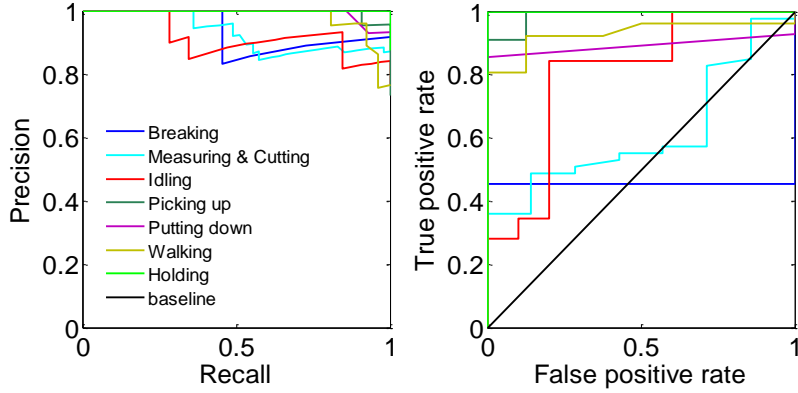 1
0.8
0.6
0.4
0.2
0
0
0.5
1
Precision
Recall
Breaking
Measuring & Cutting
Idling
Picking up
Putting down
Walking
Holding
baseline
1
0.8
0.6
0.4
0.2
0
0
0.5
1
True positive rate
False positive rate